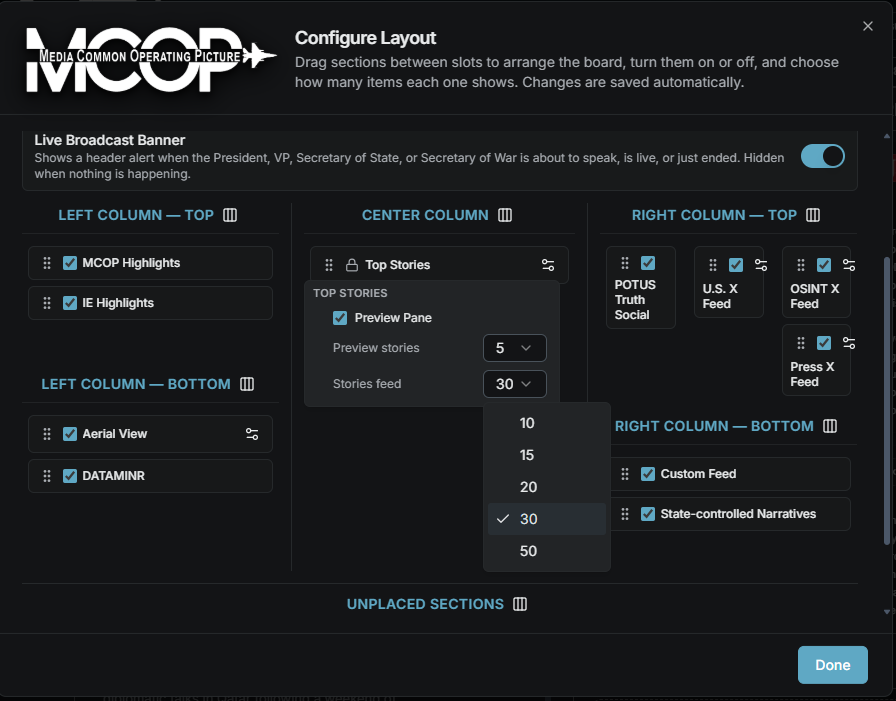 MCOP
MEDIA COMMON OPERATING PICTURE
Configure Layout
Drag sections between slots to arrange the board, turn them on or off, and choose
how many items each one shows. Changes are saved automatically.
Live Broadcast Banner
Shows a header alert when the President, VP, Secretary of State, or Secretary of War is about to speak, is live, or just ended. Hidden
when nothing is happening.
LEFT COLUMN — TOP
MCOP Highlights
IE Highlights
LEFT COLUMN — BOTTOM
Aerial View
DATAMINR
CENTER COLUMN
Top Stories
TOP STORIES
Preview Pane
Preview stories
5
Stories feed
30
10
15
20
30
50
RIGHT COLUMN — TOP
POTUS
Truth
Social
U.S. X
Feed
OSINT X
Feed
Press X
Feed
RIGHT COLUMN — BOTTOM
Custom Feed
State-controlled Narratives
UNPLACED SECTIONS
Done